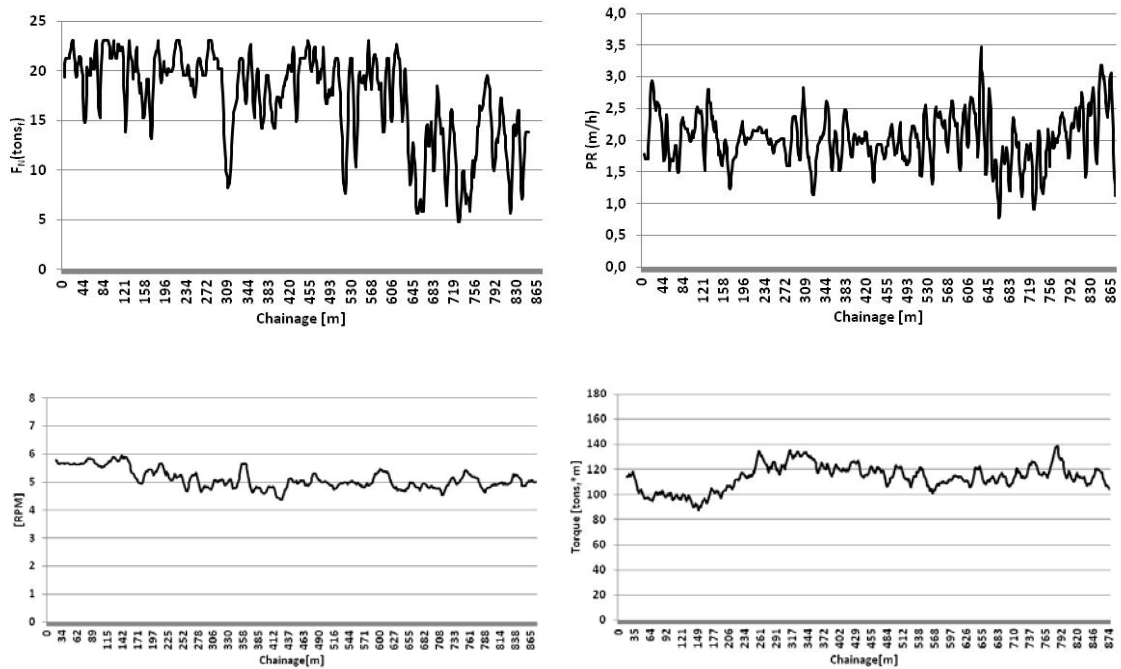 25
20
15
10
5
0
F_N(tons_f)
0 44 84 121 158 196 234 272 309 345 383 420 455 493 530 568 606 645 683 719 756 792 830 865
Chainage [m]
4,0
3,5
3,0
2,5
2,0
1,5
1,0
0,5
0,0
PR (m/h)
0 44 84 121 158 196 234 272 309 344 383 420 455 493 530 568 606 645 683 719 756 792 830 865
Chainage [m]
8
7
6
5
4
3
2
1
0
[RPM]
0 34 62 89 115 142 171 197 225 252 278 306 330 358 385 412 437 463 490 516 544 571 600 627 655 682 708 733 761 788 814 838 865
Chainage[m]
180
160
140
120
100
80
60
40
20
0
Torque [tons_f*m]
0 35 64 92 121 149 177 206 234 261 291 317 344 372 400 429 455 484 512 538 568 597 626 655 683 710 737 765 792 820 846 874
Chainage[m]